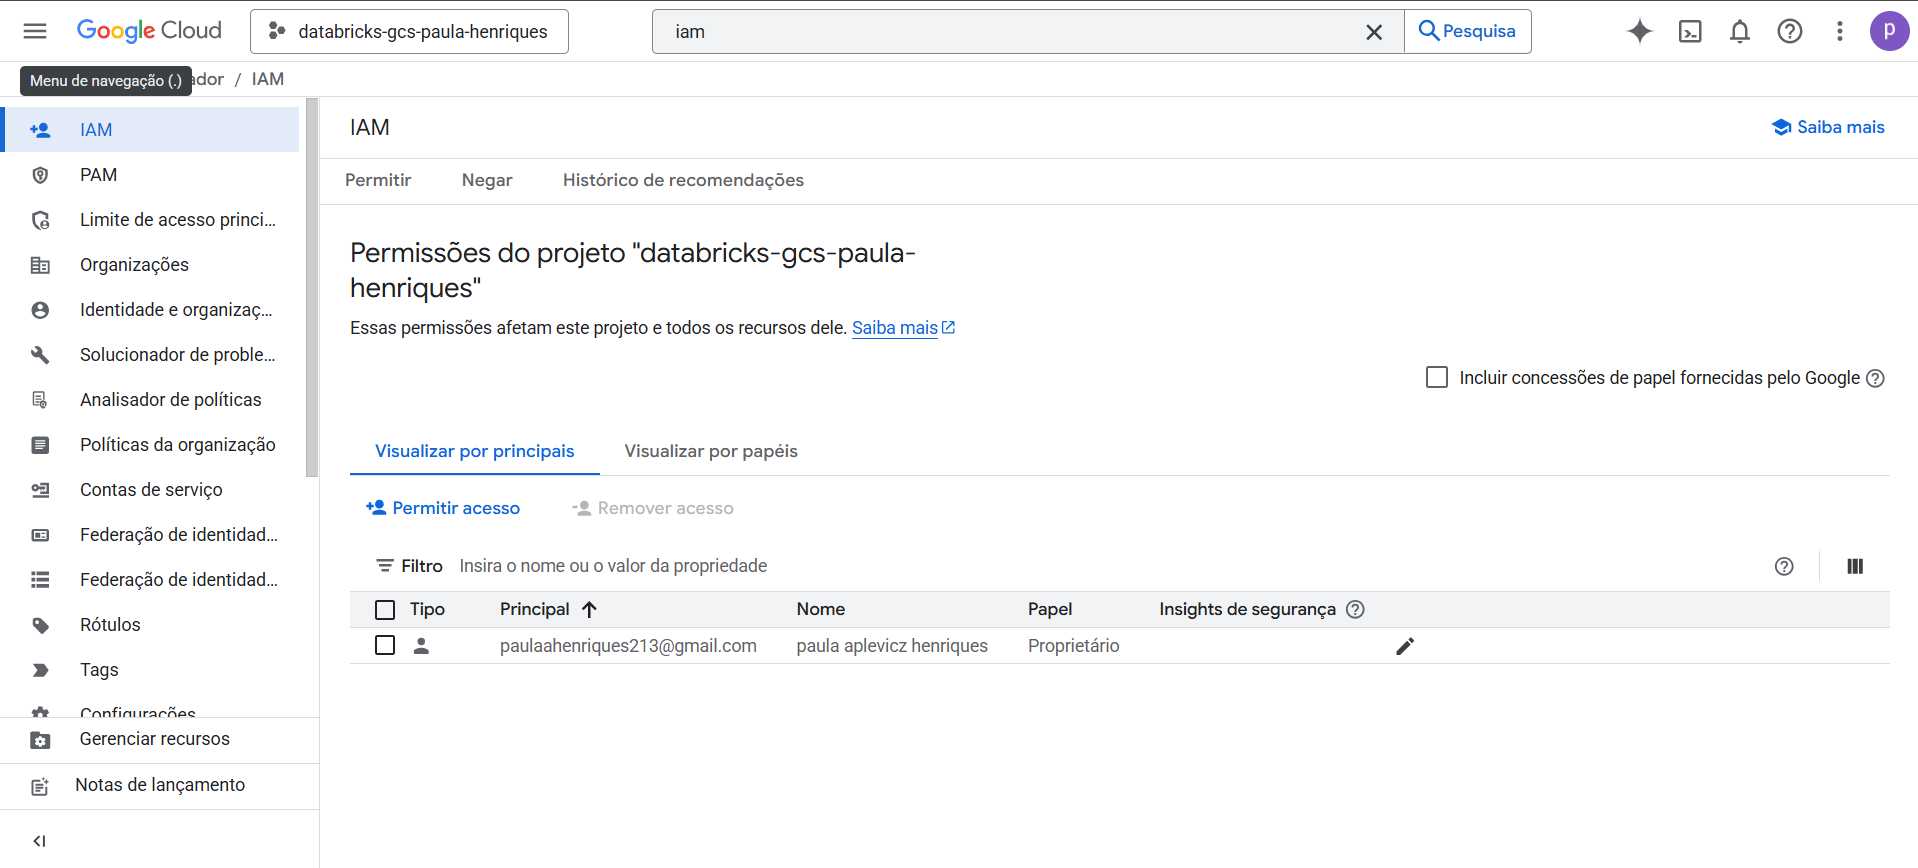 Google Cloud
databricks-gcs-paula-henriques
iam
Pesquisa
p
Menu de navegação (.)
ador / IAM
IAM
PAM
Limite de acesso princi...
Organizações
Identidade e organizaç...
Solucionador de proble...
Analisador de políticas
Políticas da organização
Contas de serviço
Federação de identidad...
Federação de identidad...
Rótulos
Tags
Configurações
Gerenciar recursos
Notas de lançamento
IAM
Saiba mais
Permitir Negar Histórico de recomendações
Permissões do projeto "databricks-gcs-paula-
henriques"
Essas permissões afetam este projeto e todos os recursos dele. Saiba mais
Incluir concessões de papel fornecidas pelo Google
Visualizar por principais Visualizar por papéis
Permitir acesso Remover acesso
Filtro Insira o nome ou o valor da propriedade
Tipo Principal Nome Papel Insights de segurança
paulaahenriques213@gmail.com paula aplevicz henriques Proprietário